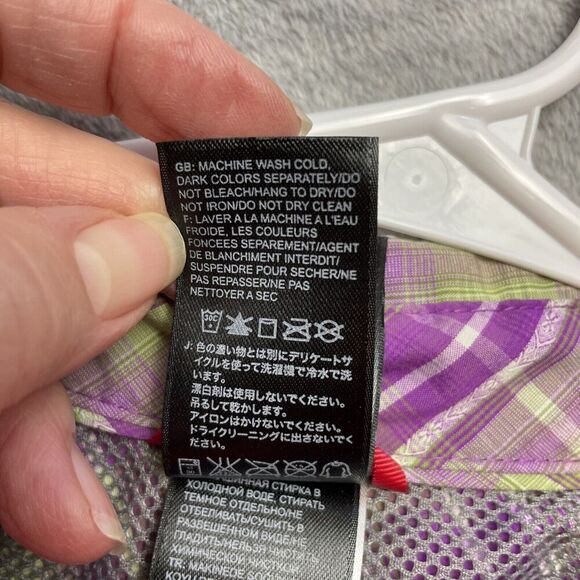 GB: MACHINE WASH COLD,
DARK COLORS SEPARATELY/DO
NOT BLEACH/HANG TO DRY/DO
NOT IRON/DO NOT DRY CLEAN
F: LAVER A LA MACHINE A L'EAU
FROIDE, LES COULEURS
FONCEES SEPAREMENT/AGENT
DE BLANCHIMENT INTERDIT/
SUSPENDRE POUR SECHER/NE
PAS REPASSER/NE PAS
NETTOYER A SEC
30C
J: 色の濃い物とは別にデリケートサ
イクルを使って洗濯機で冷水で洗
います。
漂白剤は使用しないでください。
吊るして乾かします。
アイロンはかけないでください。
ドライクリーニングに出さないでく
ださい。
СТИРКА В
ХОЛОДНОЙ ВОДЕ, СТИРАТЬ
ТЕМНОЕ ОТДЕЛЬНО/НЕ
ОТБЕЛИВАТЬ/СУШИТЬ В
РАЗВЕШЕННОМ ВИДЕ/НЕ
ГЛАДИТЬ/НЕЛЬЗЯ
ХИМИЧЕСКОЙ ЧИСТКОЙ
TR: MAKINEDE